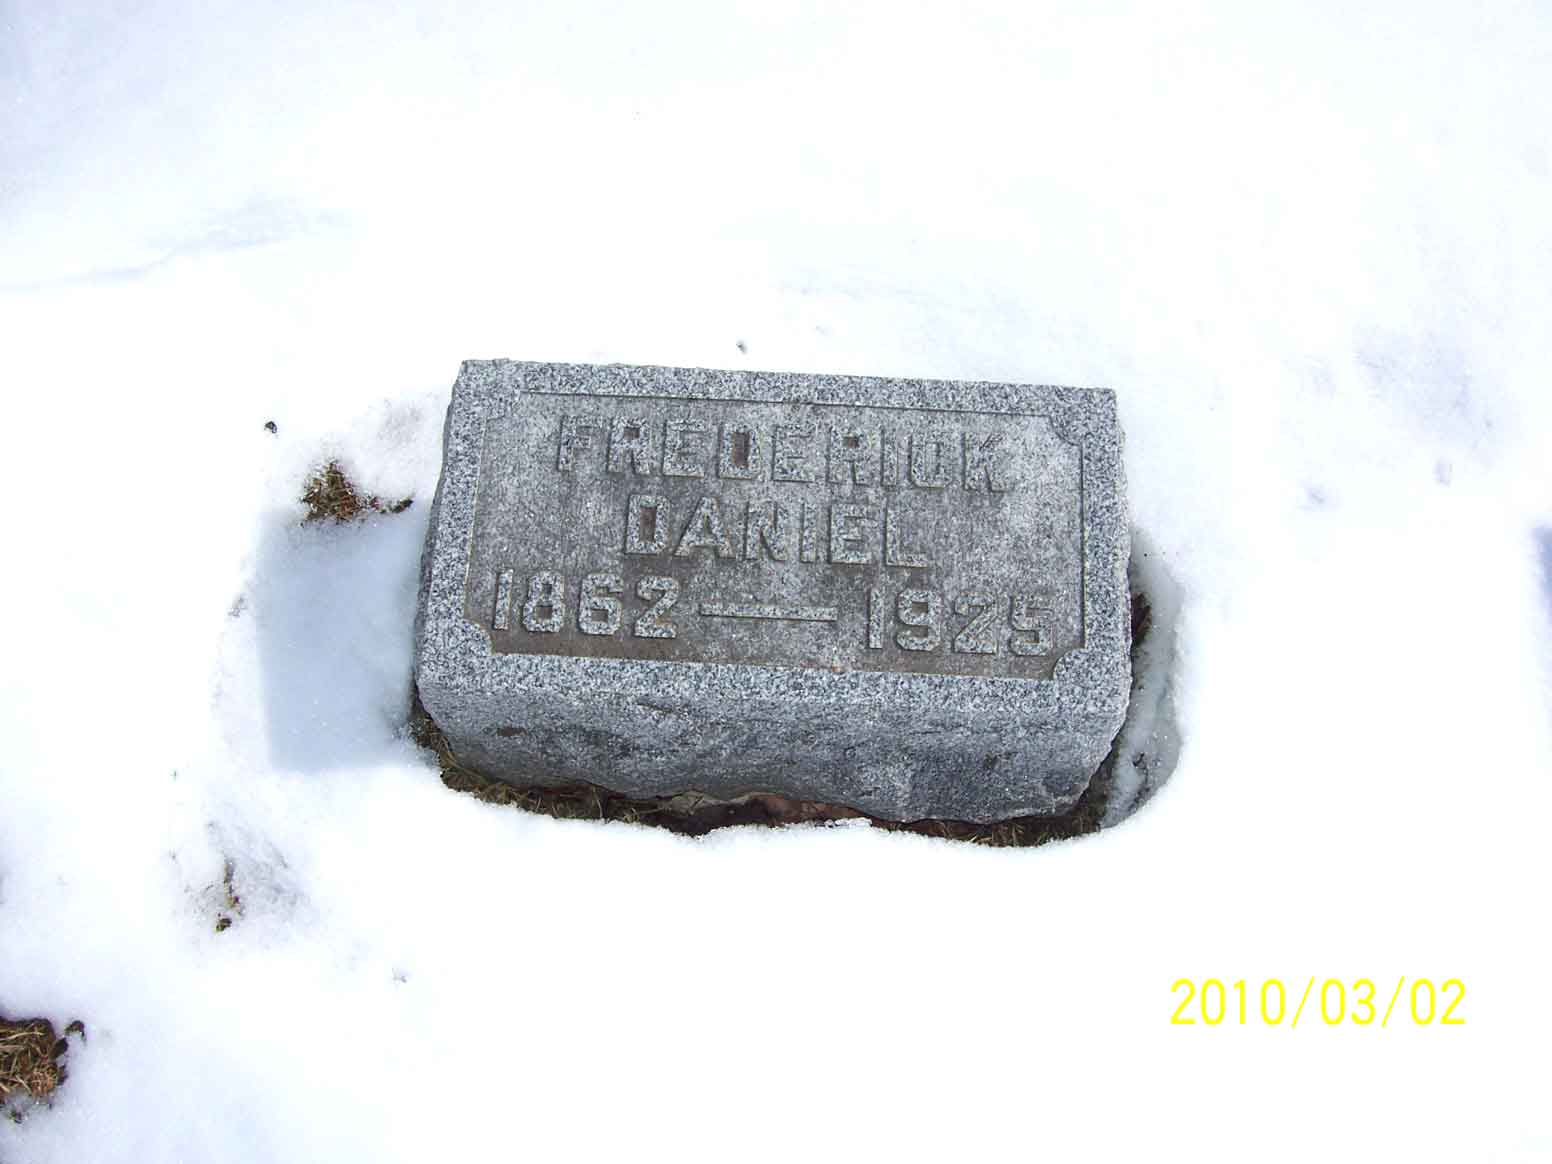 FREDERICK
DANIEL
1862 — 1925
2010/03/02